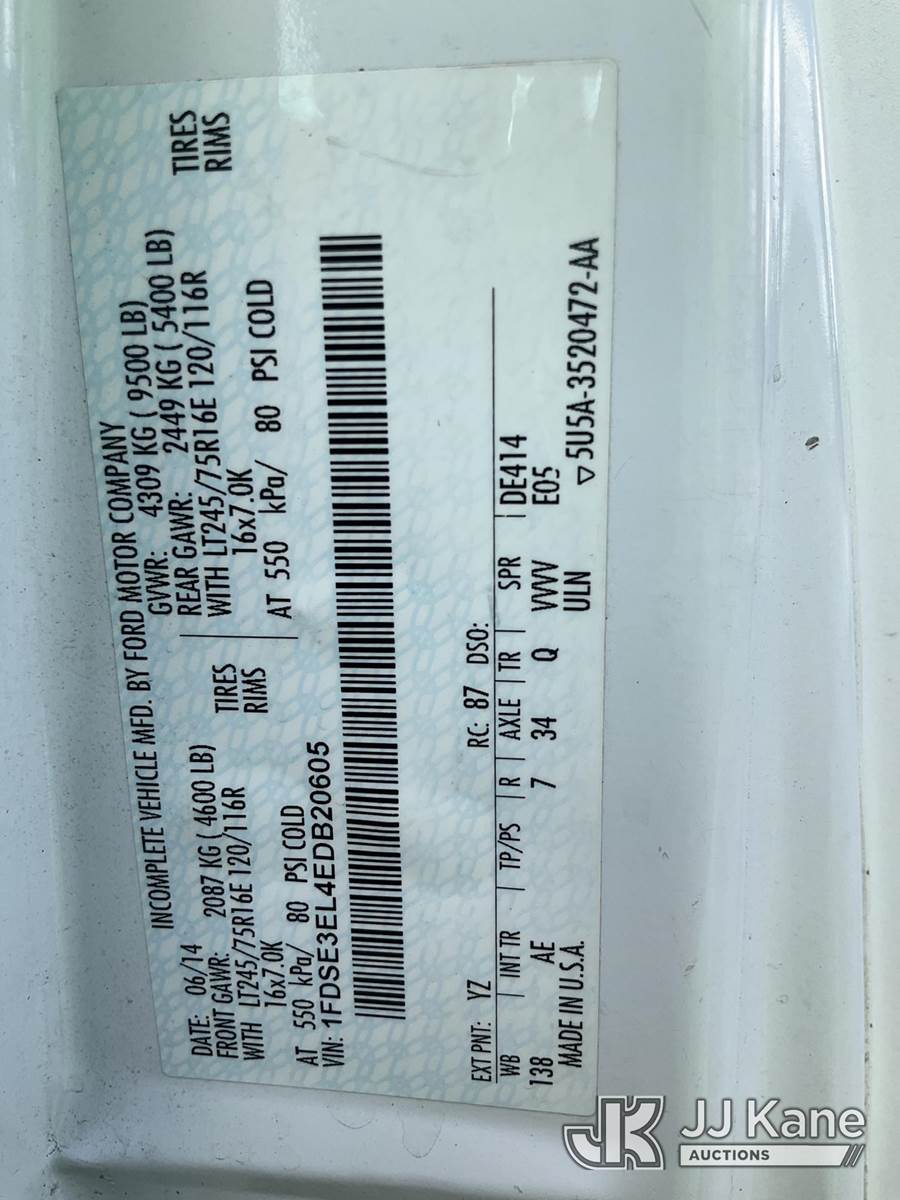 INCOMPLETE VEHICLE MFD. BY FORD MOTOR COMPANY
DATE: 06/14 GVWR: 4309 KG ( 9500 LB)
FRONT GAWR: 2087 KG ( 4600 LB) REAR GAWR: 2449 KG ( 5400 LB)
WITH LT245/75R16E 120/116R TIRES WITH LT245/75R16E 120/116R TIRES
16x7.0K RIMS 16x7.0K RIMS
AT 550 kPa/ 80 PSI COLD AT 550 kPa/ 80 PSI COLD
VIN: 1FDSE3EL4EDB20605
EXT PNT: YZ RC: 87 DSO:
WB | INT TR | TP/PS | R | AXLE | TR | SPR | DE414
138 AE 7 34 Q VVVV E05
MADE IN U.S.A. ULN ▽5U5A-3520472-AA
JK JJ Kane
AUCTIONS